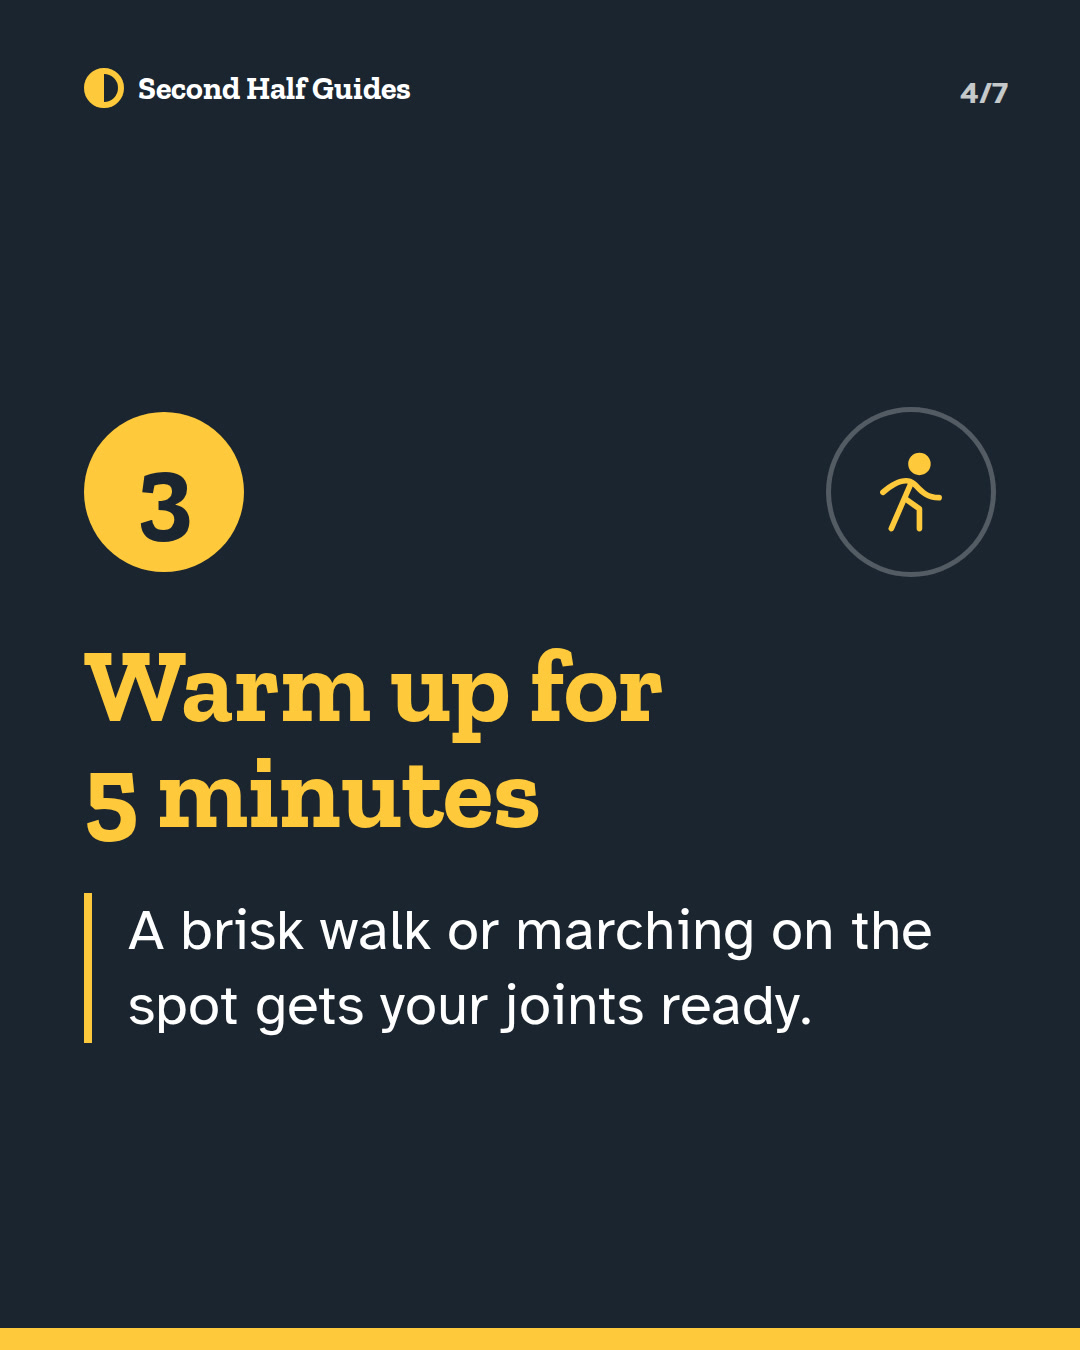 Second Half Guides
4/7
3
Warm up for
5 minutes
A brisk walk or marching on the
spot gets your joints ready.